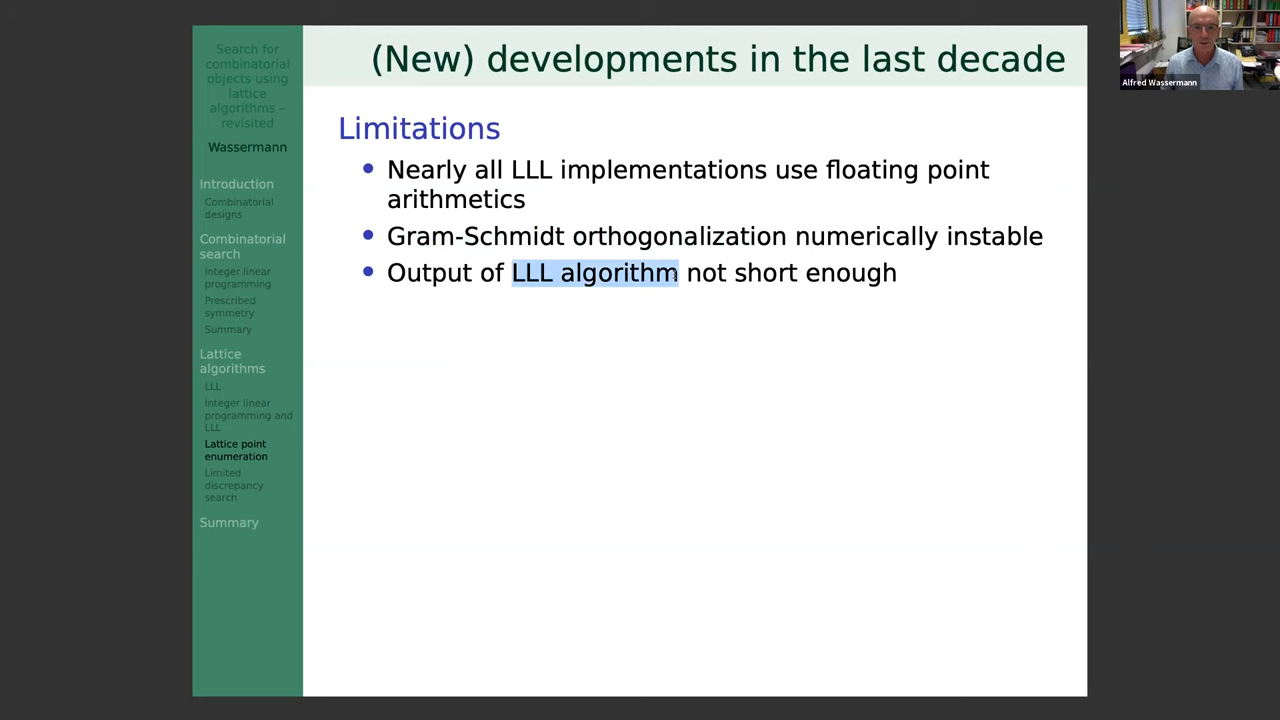 Search for
combinatorial
objects using
lattice
algorithms –
revisited
Wassermann
Introduction
Combinatorial
designs
Combinatorial
search
Integer linear
programming
Prescribed
symmetry
Summary
Lattice
algorithms
LLL
Integer linear
programming and
LLL
Lattice point
enumeration
Limited
discrepancy
search
Summary
(New) developments in the last decade
Limitations
• Nearly all LLL implementations use floating point
arithmetics
• Gram-Schmidt orthogonalization numerically instable
• Output of LLL algorithm not short enough
Alfred Wassermann